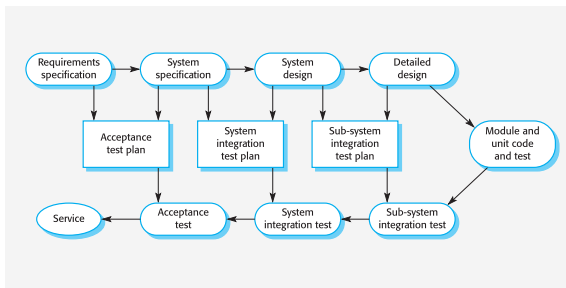 Requirements
specification
System
specification
System
design
Detailed
design
Acceptance
test plan
System
integration
test plan
Sub-system
integration
test plan
Module and
unit code
and test
Service
Acceptance
test
System
integration test
Sub-system
integration test